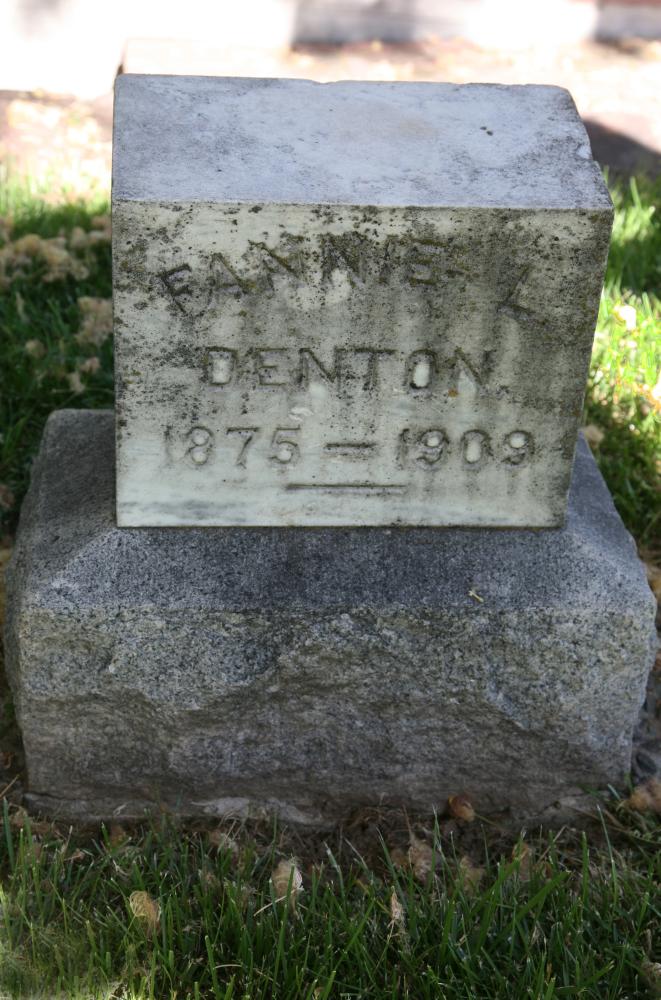 FANNIE L
DENTON.
1875 — 1909